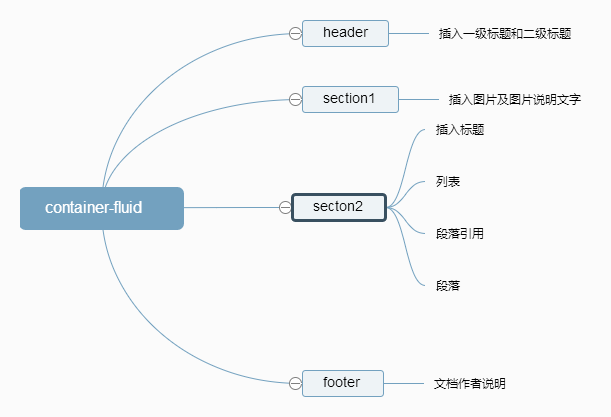 header
插入一级标题和二级标题
section1
插入图片及图片说明文字
插入标题
列表
container-fluid
secton2
段落引用
段落
footer
文档作者说明